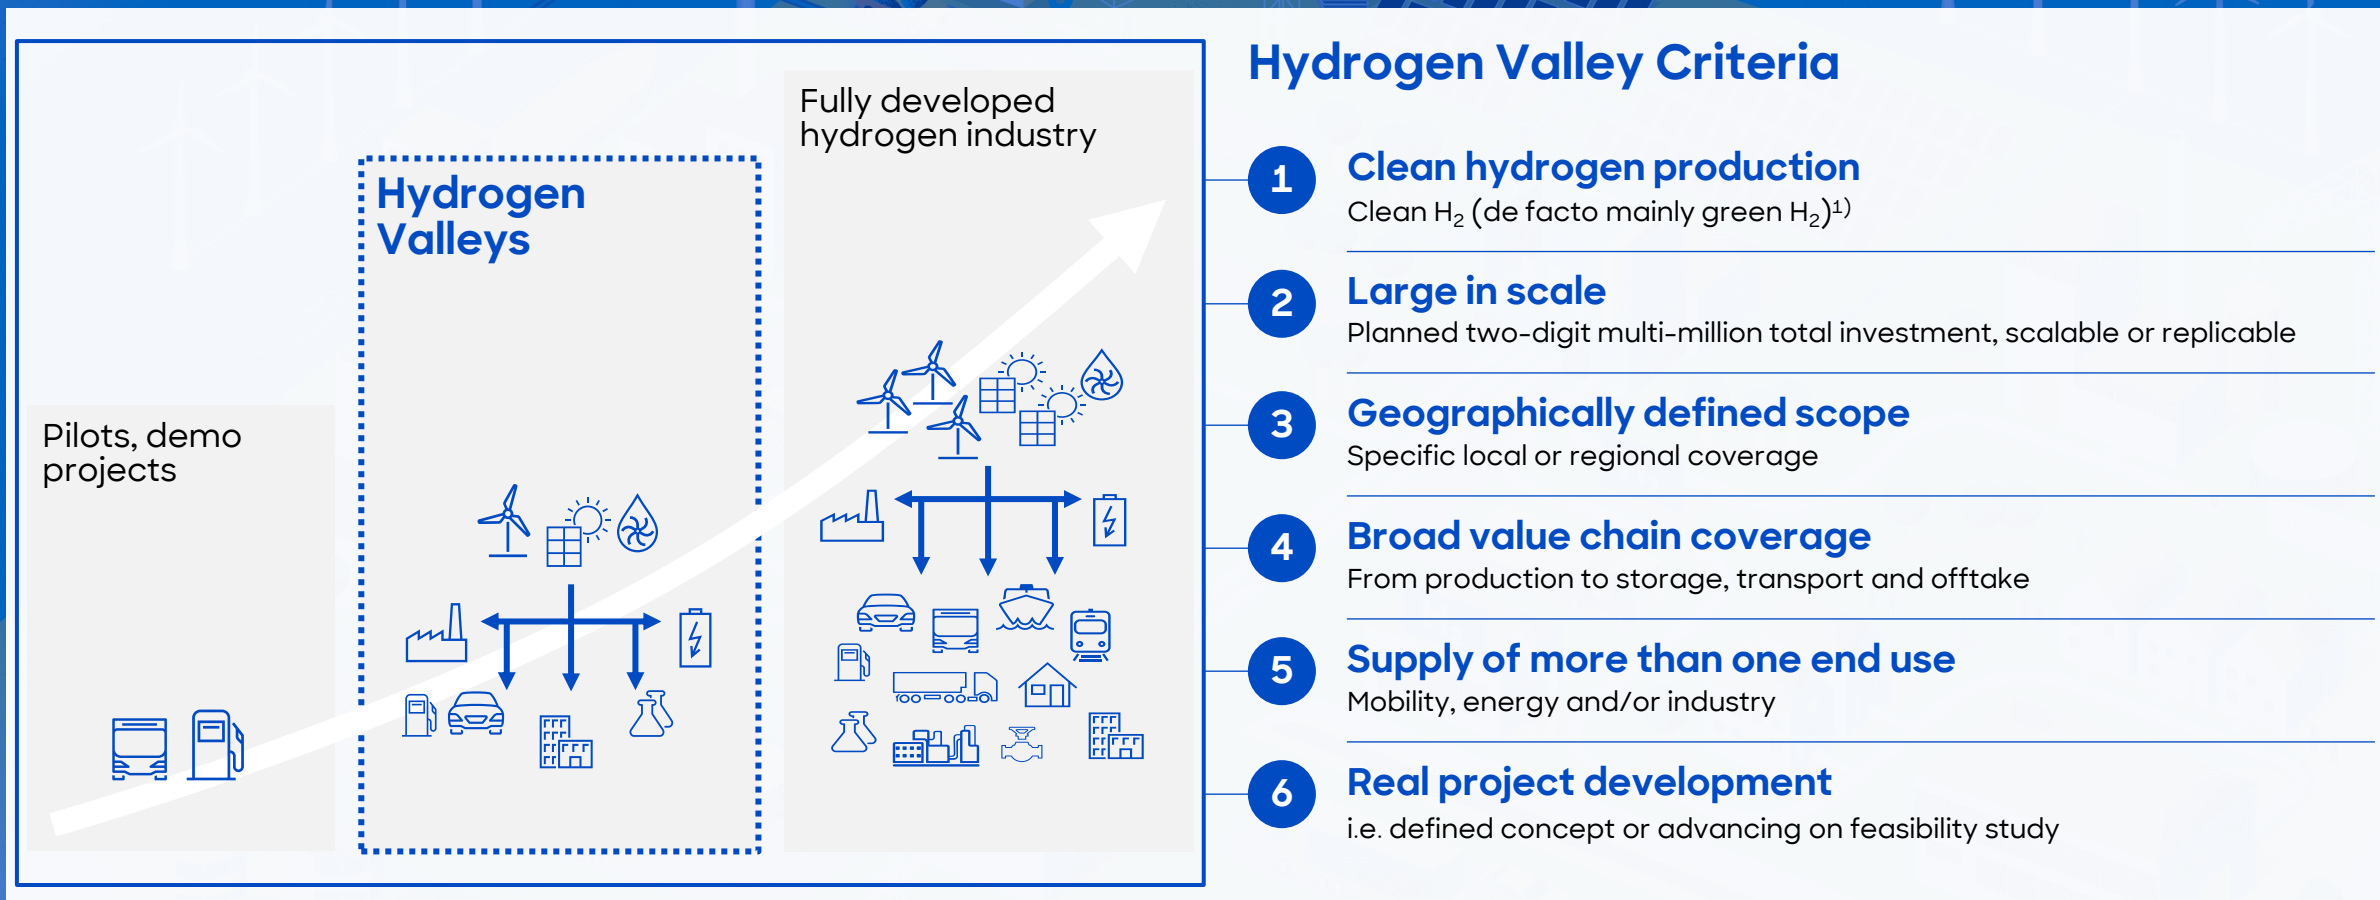 Pilots, demo
projects
Hydrogen
Valleys
Fully developed
hydrogen industry
Hydrogen Valley Criteria
1
Clean hydrogen production
Clean H₂ (de facto mainly green H₂)¹⁾
2
Large in scale
Planned two-digit multi-million total investment, scalable or replicable
3
Geographically defined scope
Specific local or regional coverage
4
Broad value chain coverage
From production to storage, transport and offtake
5
Supply of more than one end use
Mobility, energy and/or industry
6
Real project development
i.e. defined concept or advancing on feasibility study